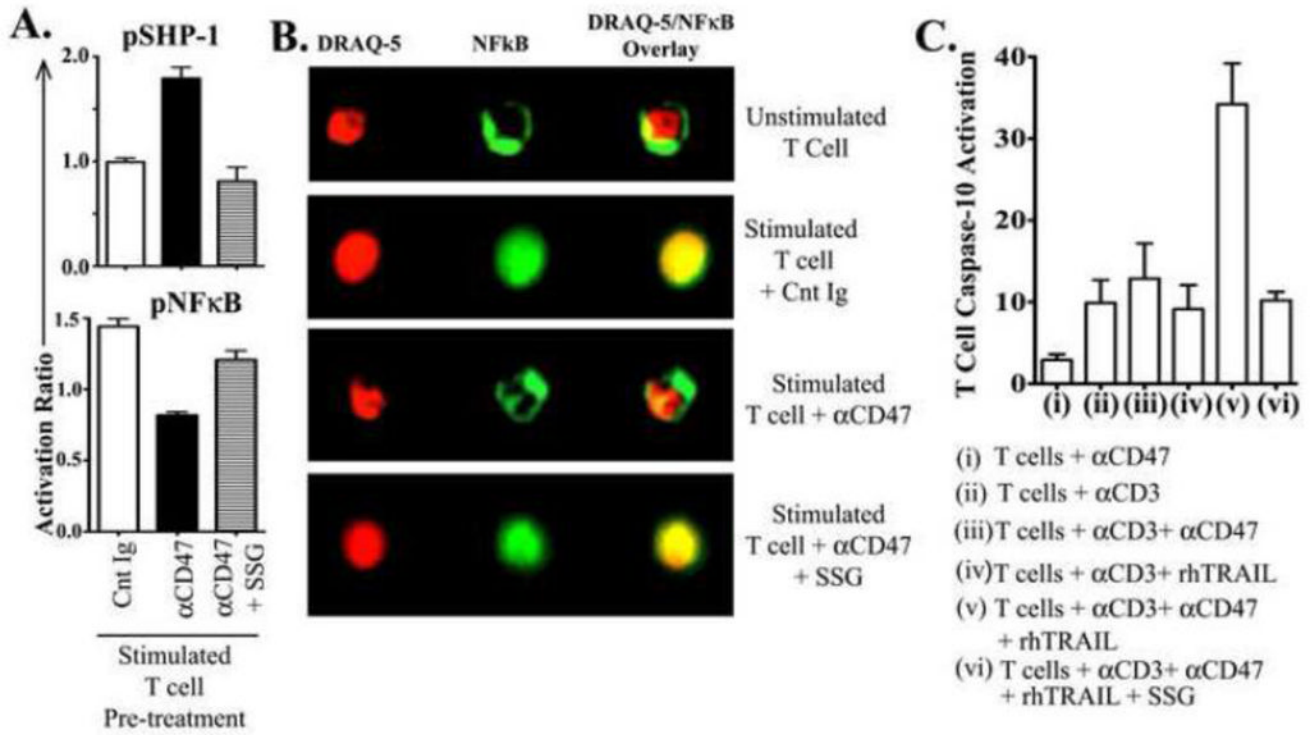 A.
pSHP-1
2.0
1.0
0.0
pNFκB
1.5
1.0
0.5
0.0
Activation Ratio
Cnt Ig
αCD47
αCD47
+ SSG
Stimulated
T cell
Pre-treatment
B.
DRAQ-5
NFkB
DRAQ-5/NFκB
Overlay
Unstimulated
T Cell
Stimulated
T cell
+ Cnt Ig
Stimulated
T cell + αCD47
Stimulated
T cell + αCD47
+ SSG
C.
T Cell Caspase-10 Activation
40
30
20
10
0
(i) (ii) (iii) (iv) (v) (vi)
(i) T cells + αCD47
(ii) T cells + αCD3
(iii)T cells + αCD3+ αCD47
(iv)T cells + αCD3+ rhTRAIL
(v) T cells + αCD3+ αCD47
+ rhTRAIL
(vi) T cells + αCD3+ αCD47
+ rhTRAIL + SSG